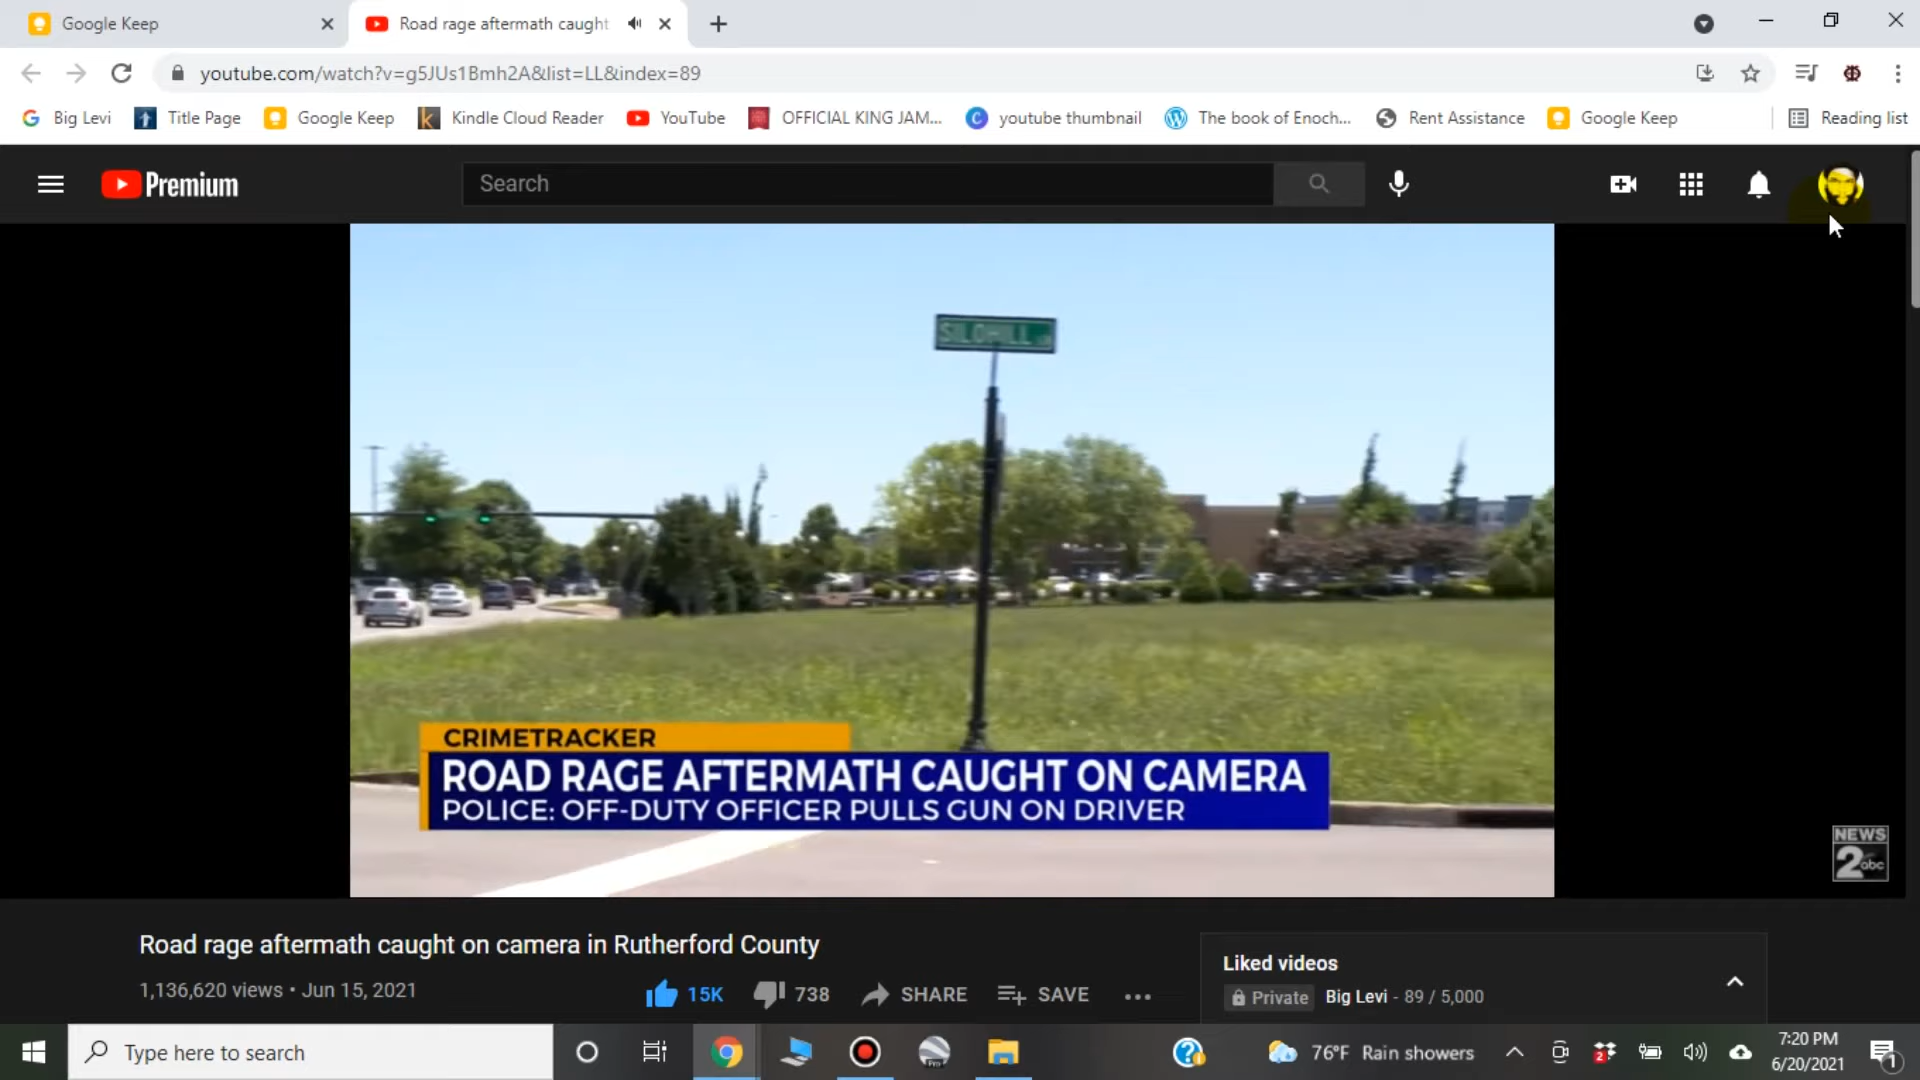 Google Keep
Road rage aftermath caught
youtube.com/watch?v=g5JUs1Bmh2A&list=LL&index=89
Big Levi
Title Page
Google Keep
Kindle Cloud Reader
YouTube
OFFICIAL KING JAM...
youtube thumbnail
The book of Enoch...
Rent Assistance
Google Keep
Reading list
Premium
Search
SILOHILL LN
CRIMETRACKER
ROAD RAGE AFTERMATH CAUGHT ON CAMERA
POLICE: OFF-DUTY OFFICER PULLS GUN ON DRIVER
NEWS
2 abc
Road rage aftermath caught on camera in Rutherford County
1,136,620 views • Jun 15, 2021
15K
738
SHARE
SAVE
Liked videos
Private
Big Levi - 89 / 5,000
Type here to search
Pro
76°F Rain showers
2
7:20 PM
6/20/2021
1